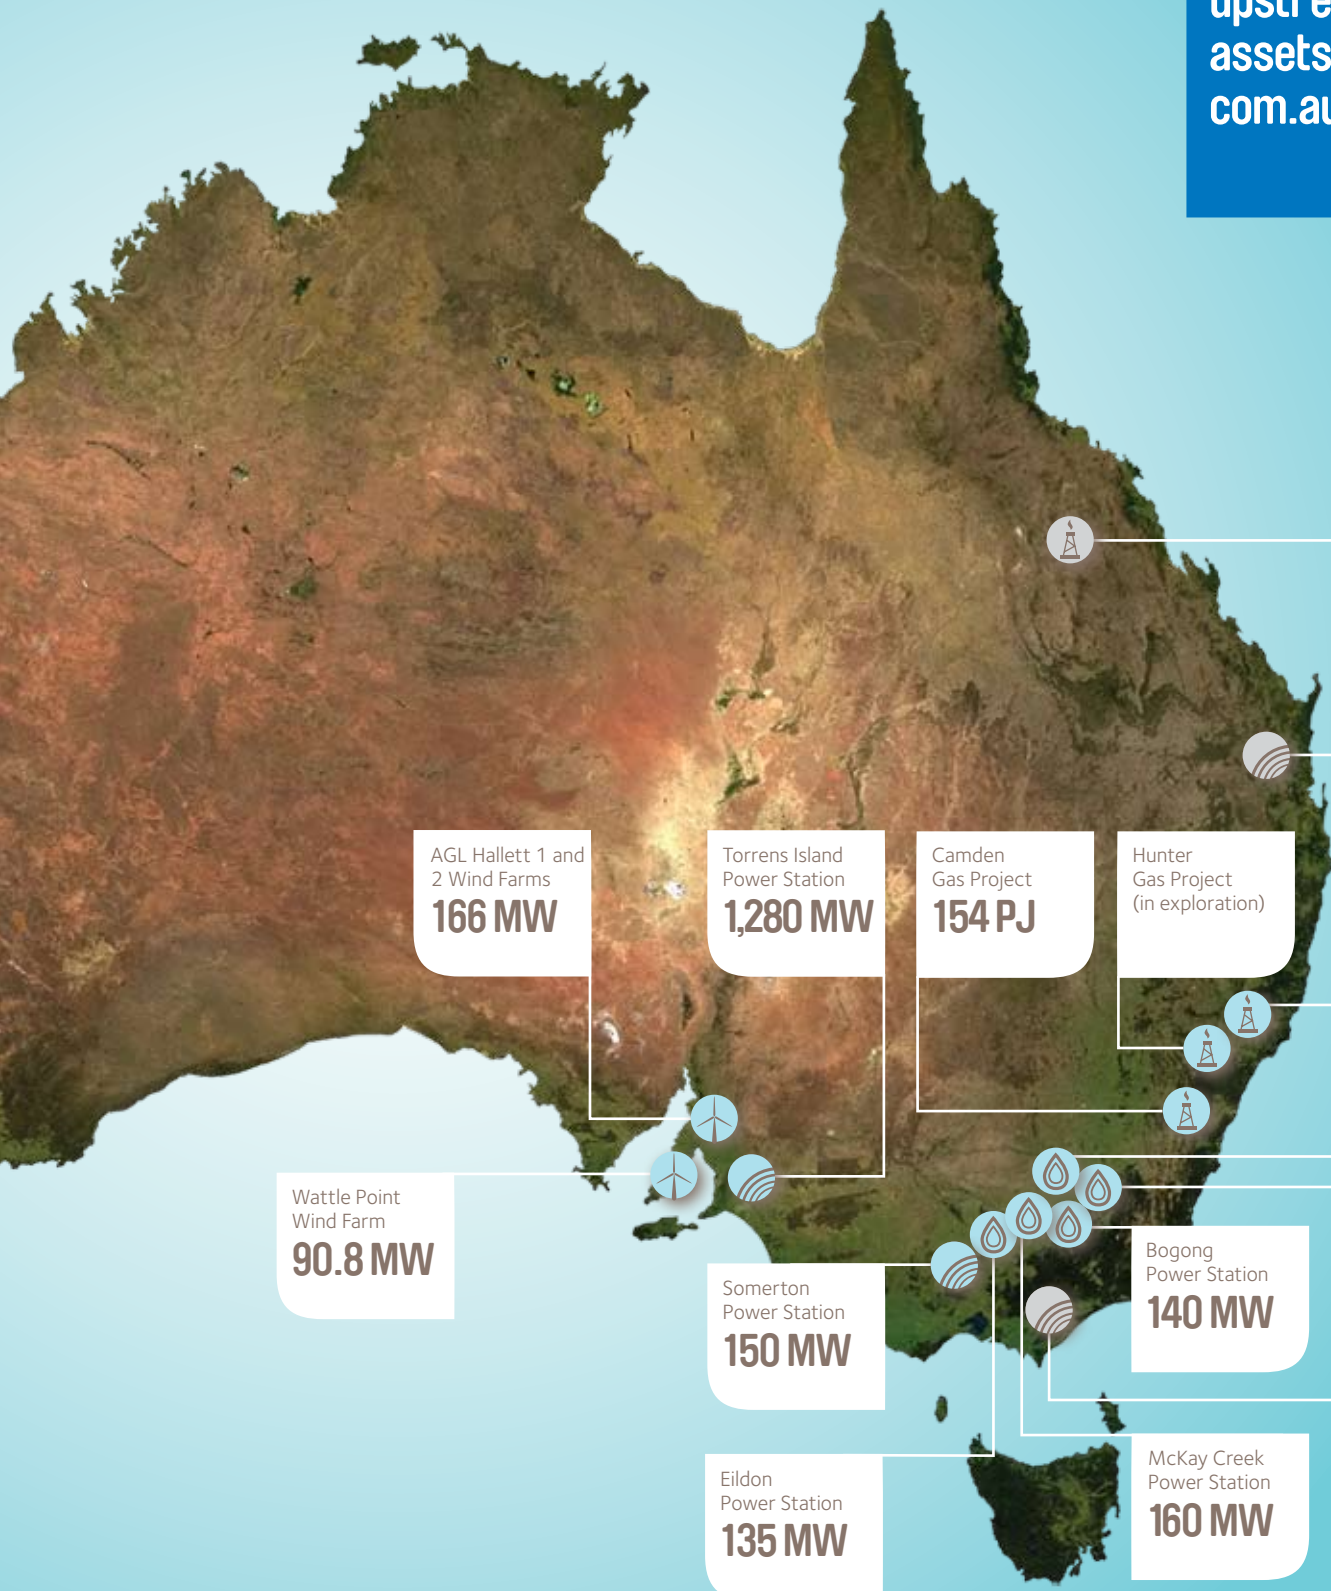 assets
com.au
AGL Hallett 1 and
2 Wind Farms
166 MW
Torrens Island
Power Station
1,280 MW
Camden
Gas Project
154 PJ
Hunter
Gas Project
(in exploration)
Wattle Point
Wind Farm
90.8 MW
Somerton
Power Station
150 MW
Bogong
Power Station
140 MW
Eildon
Power Station
135 MW
McKay Creek
Power Station
160 MW